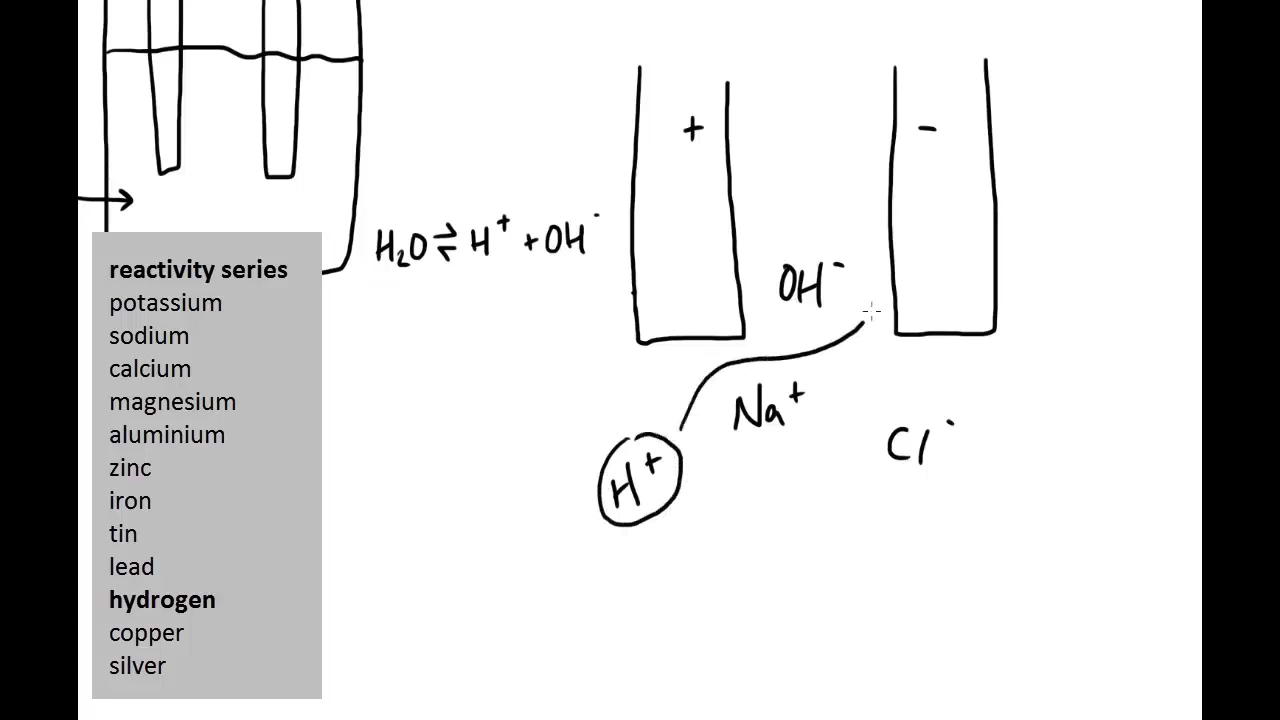 +
-
H₂O ⇌ H⁺ + OH⁻
OH⁻
Na⁺
Cl⁻
H⁺
reactivity series
potassium
sodium
calcium
magnesium
aluminium
zinc
iron
tin
lead
hydrogen
copper
silver